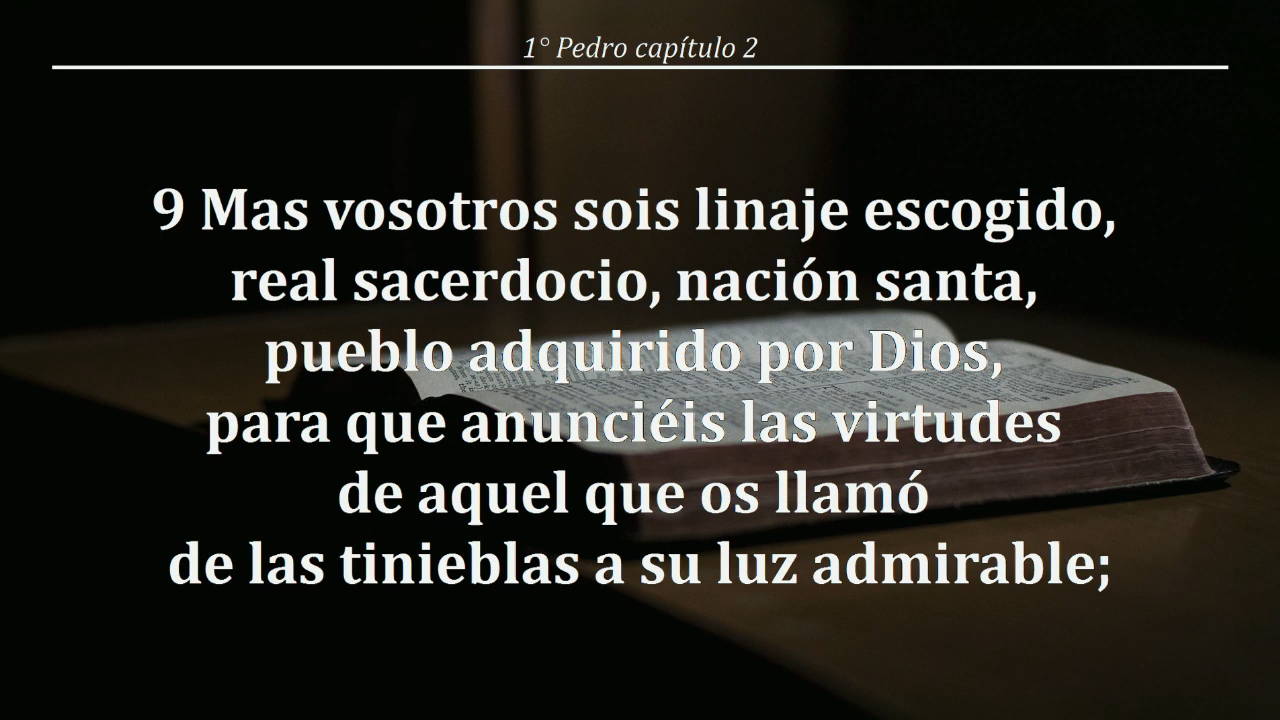 1° Pedro capítulo 2
9 Mas vosotros sois linaje escogido,
real sacerdocio, nación santa,
pueblo adquirido por Dios,
para que anunciéis las virtudes
de aquel que os llamó
de las tinieblas a su luz admirable;